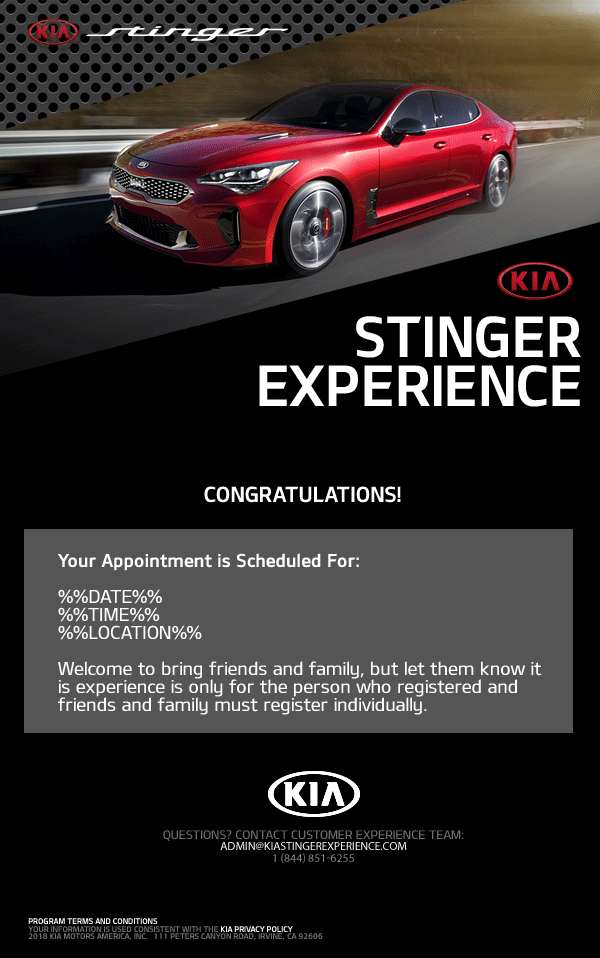 KIA stinger
KIA
STINGER
EXPERIENCE
CONGRATULATIONS!
Your Appointment is Scheduled For:
%%DATE%%
%%TIME%%
%%LOCATION%%
Welcome to bring friends and family, but let them know it
is experience is only for the person who registered and
friends and family must register individually.
KIA
QUESTIONS? CONTACT CUSTOMER EXPERIENCE TEAM:
ADMIN@KIASTINGEREXPERIENCE.COM
1 (844) 851-6255
PROGRAM TERMS AND CONDITIONS
YOUR INFORMATION IS USED CONSISTENT WITH THE KIA PRIVACY POLICY
2018 KIA MOTORS AMERICA, INC. 111 PETERS CANYON ROAD, IRVINE, CA 92606